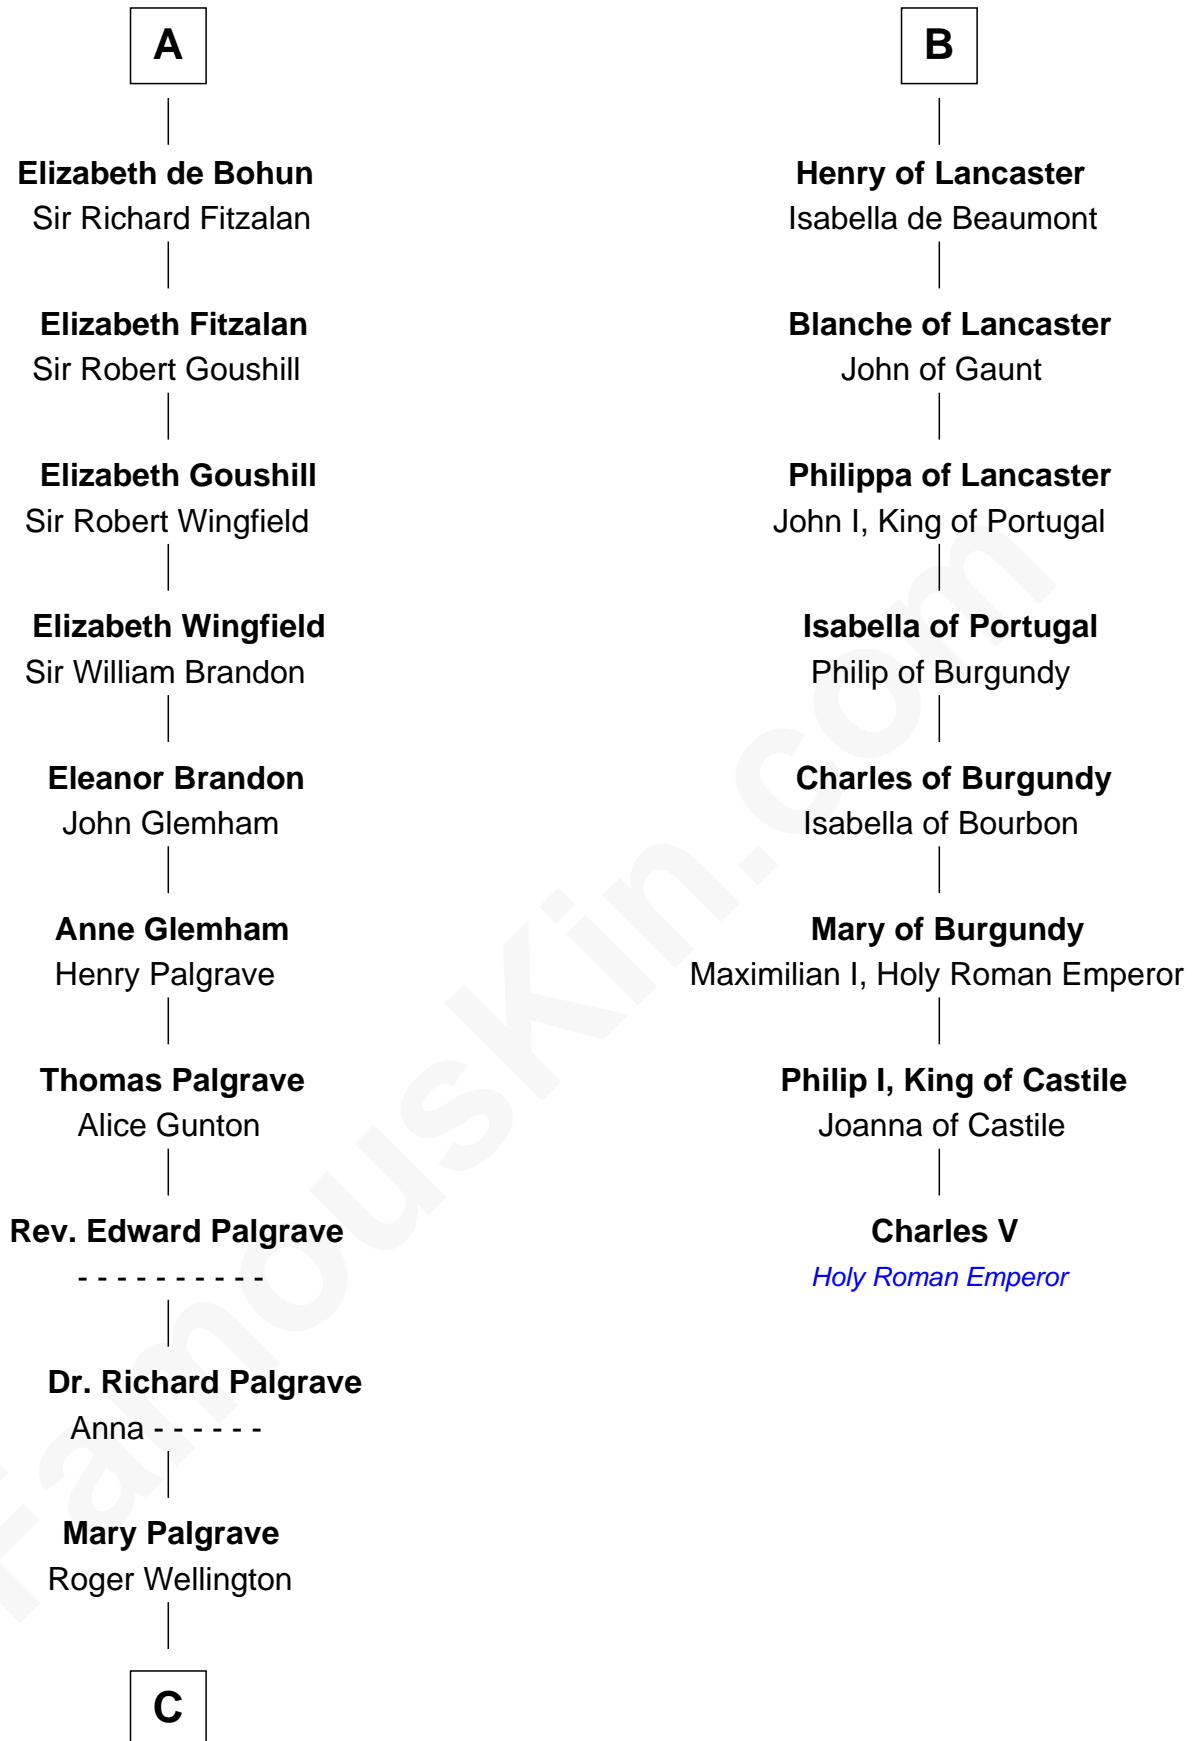 A
Elizabeth de Bohun
Sir Richard Fitzalan
Elizabeth Fitzalan
Sir Robert Goushill
Elizabeth Goushill
Sir Robert Wingfield
Elizabeth Wingfield
Sir William Brandon
Eleanor Brandon
John Glemham
Anne Glemham
Henry Palgrave
Thomas Palgrave
Alice Gunton
Rev. Edward Palgrave
- - - - - - - - - -
Dr. Richard Palgrave
Anna - - - - - -
Mary Palgrave
Roger Wellington
C
B
Henry of Lancaster
Isabella de Beaumont
Blanche of Lancaster
John of Gaunt
Philippa of Lancaster
John I, King of Portugal
Isabella of Portugal
Philip of Burgundy
Charles of Burgundy
Isabella of Bourbon
Mary of Burgundy
Maximilian I, Holy Roman Emperor
Philip I, King of Castile
Joanna of Castile
Charles V
Holy Roman Emperor
FamousKin.com